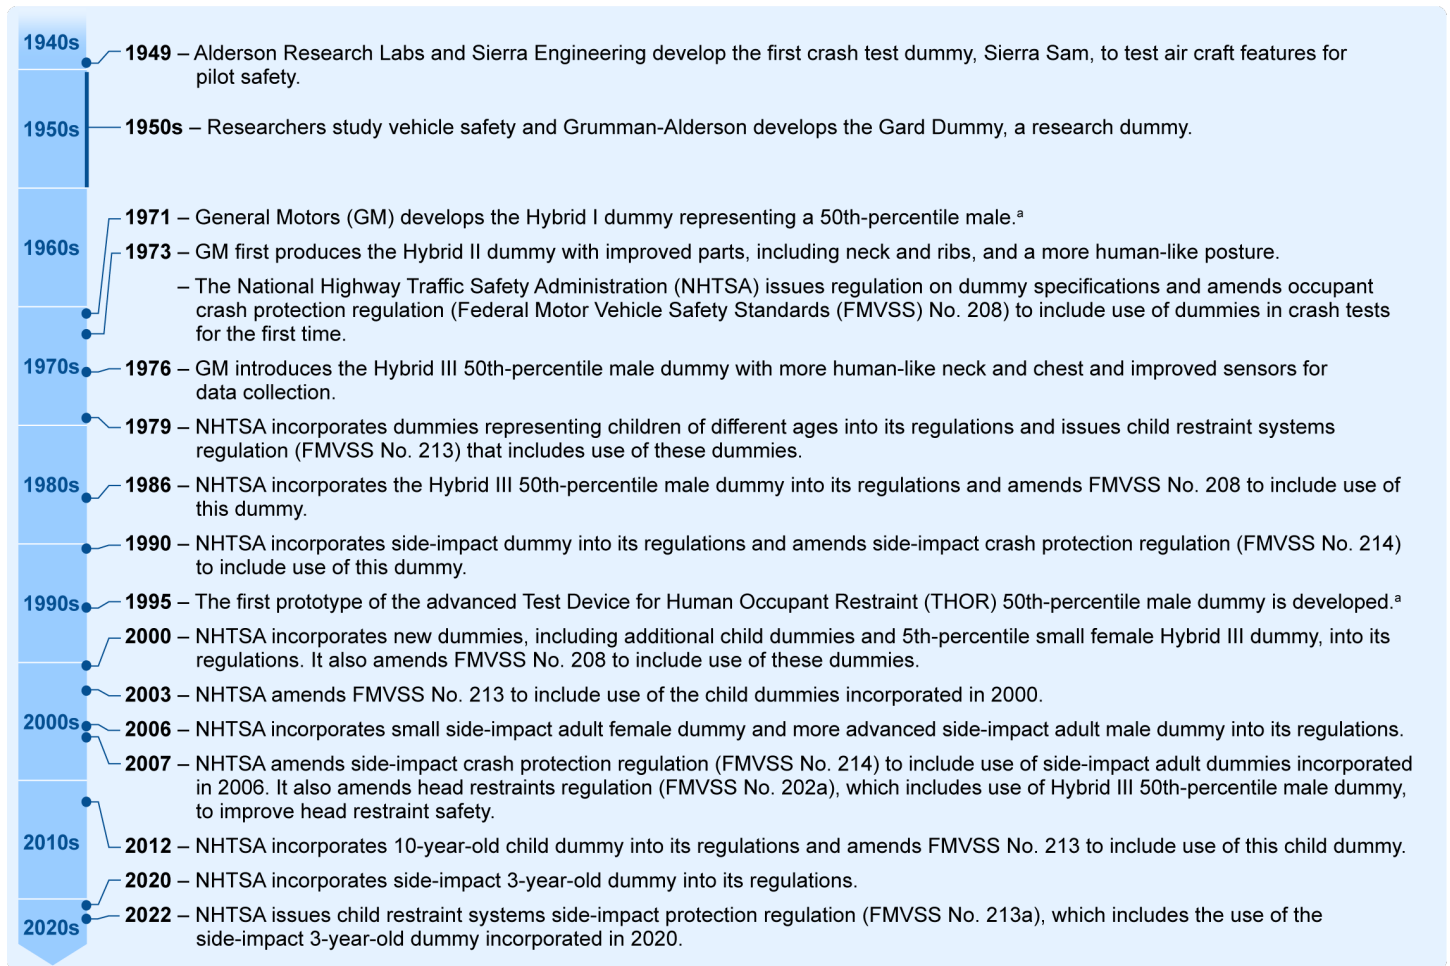 1940s
1949 – Alderson Research Labs and Sierra Engineering develop the first crash test dummy, Sierra Sam, to test air craft features for
pilot safety.
1950s
1950s – Researchers study vehicle safety and Grumman-Alderson develops the Gard Dummy, a research dummy.
1960s
1971 – General Motors (GM) develops the Hybrid I dummy representing a 50th-percentile male.ᵃ
1973 – GM first produces the Hybrid II dummy with improved parts, including neck and ribs, and a more human-like posture.
– The National Highway Traffic Safety Administration (NHTSA) issues regulation on dummy specifications and amends occupant
crash protection regulation (Federal Motor Vehicle Safety Standards (FMVSS) No. 208) to include use of dummies in crash tests
for the first time.
1970s
1976 – GM introduces the Hybrid III 50th-percentile male dummy with more human-like neck and chest and improved sensors for
data collection.
1979 – NHTSA incorporates dummies representing children of different ages into its regulations and issues child restraint systems
regulation (FMVSS No. 213) that includes use of these dummies.
1980s
1986 – NHTSA incorporates the Hybrid III 50th-percentile male dummy into its regulations and amends FMVSS No. 208 to include use of
this dummy.
1990 – NHTSA incorporates side-impact dummy into its regulations and amends side-impact crash protection regulation (FMVSS No. 214)
to include use of this dummy.
1990s
1995 – The first prototype of the advanced Test Device for Human Occupant Restraint (THOR) 50th-percentile male dummy is developed.ᵃ
2000 – NHTSA incorporates new dummies, including additional child dummies and 5th-percentile small female Hybrid III dummy, into its
regulations. It also amends FMVSS No. 208 to include use of these dummies.
2003 – NHTSA amends FMVSS No. 213 to include use of the child dummies incorporated in 2000.
2000s
2006 – NHTSA incorporates small side-impact adult female dummy and more advanced side-impact adult male dummy into its regulations.
2007 – NHTSA amends side-impact crash protection regulation (FMVSS No. 214) to include use of side-impact adult dummies incorporated
in 2006. It also amends head restraints regulation (FMVSS No. 202a), which includes use of Hybrid III 50th-percentile male dummy,
to improve head restraint safety.
2010s
2012 – NHTSA incorporates 10-year-old child dummy into its regulations and amends FMVSS No. 213 to include use of this child dummy.
2020 – NHTSA incorporates side-impact 3-year-old dummy into its regulations.
2020s
2022 – NHTSA issues child restraint systems side-impact protection regulation (FMVSS No. 213a), which includes the use of the
side-impact 3-year-old dummy incorporated in 2020.